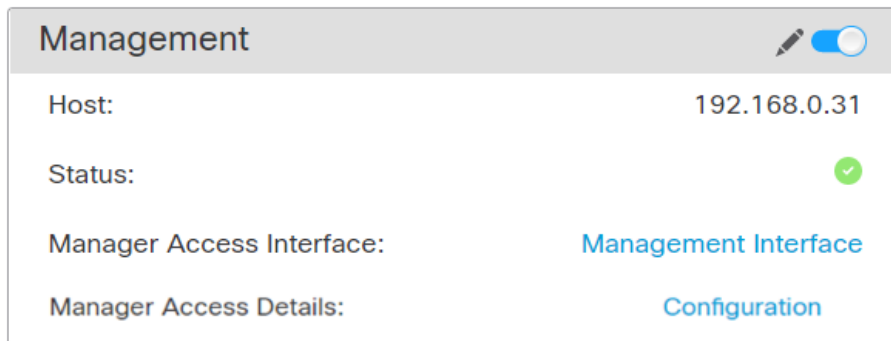 Management
Host: 192.168.0.31
Status:
Manager Access Interface: Management Interface
Manager Access Details: Configuration